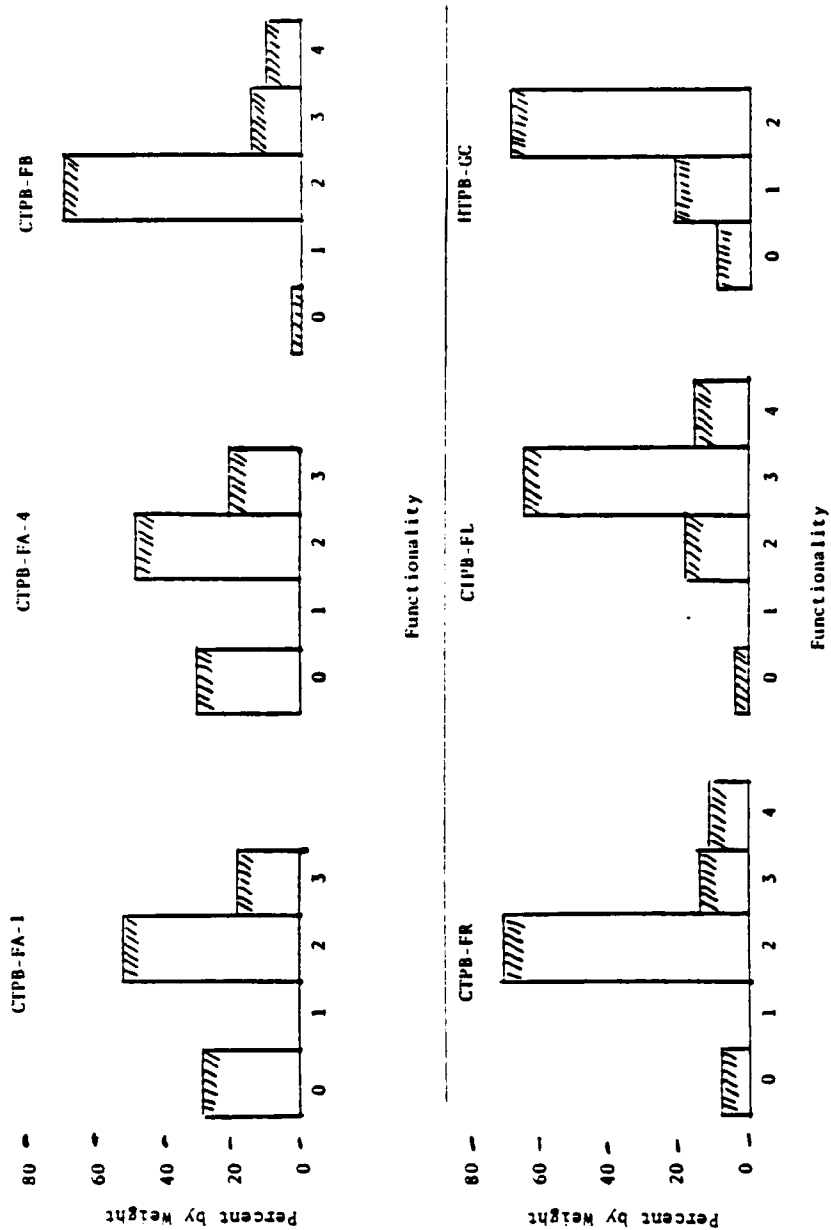 CTPB-FA-1
CTPB-FA-4
CTPB-FB
Percent by Weight
80
60
40
20
0
0 1 2 3
0 1 2 3
0 1 2 3 4
Functionality
CTPB-FR
CTPB-FL
HTPB-GC
Percent by Weight
80
60
40
20
0
0 1 2 3 4
0 1 2 3 4
0 1 2
Functionality